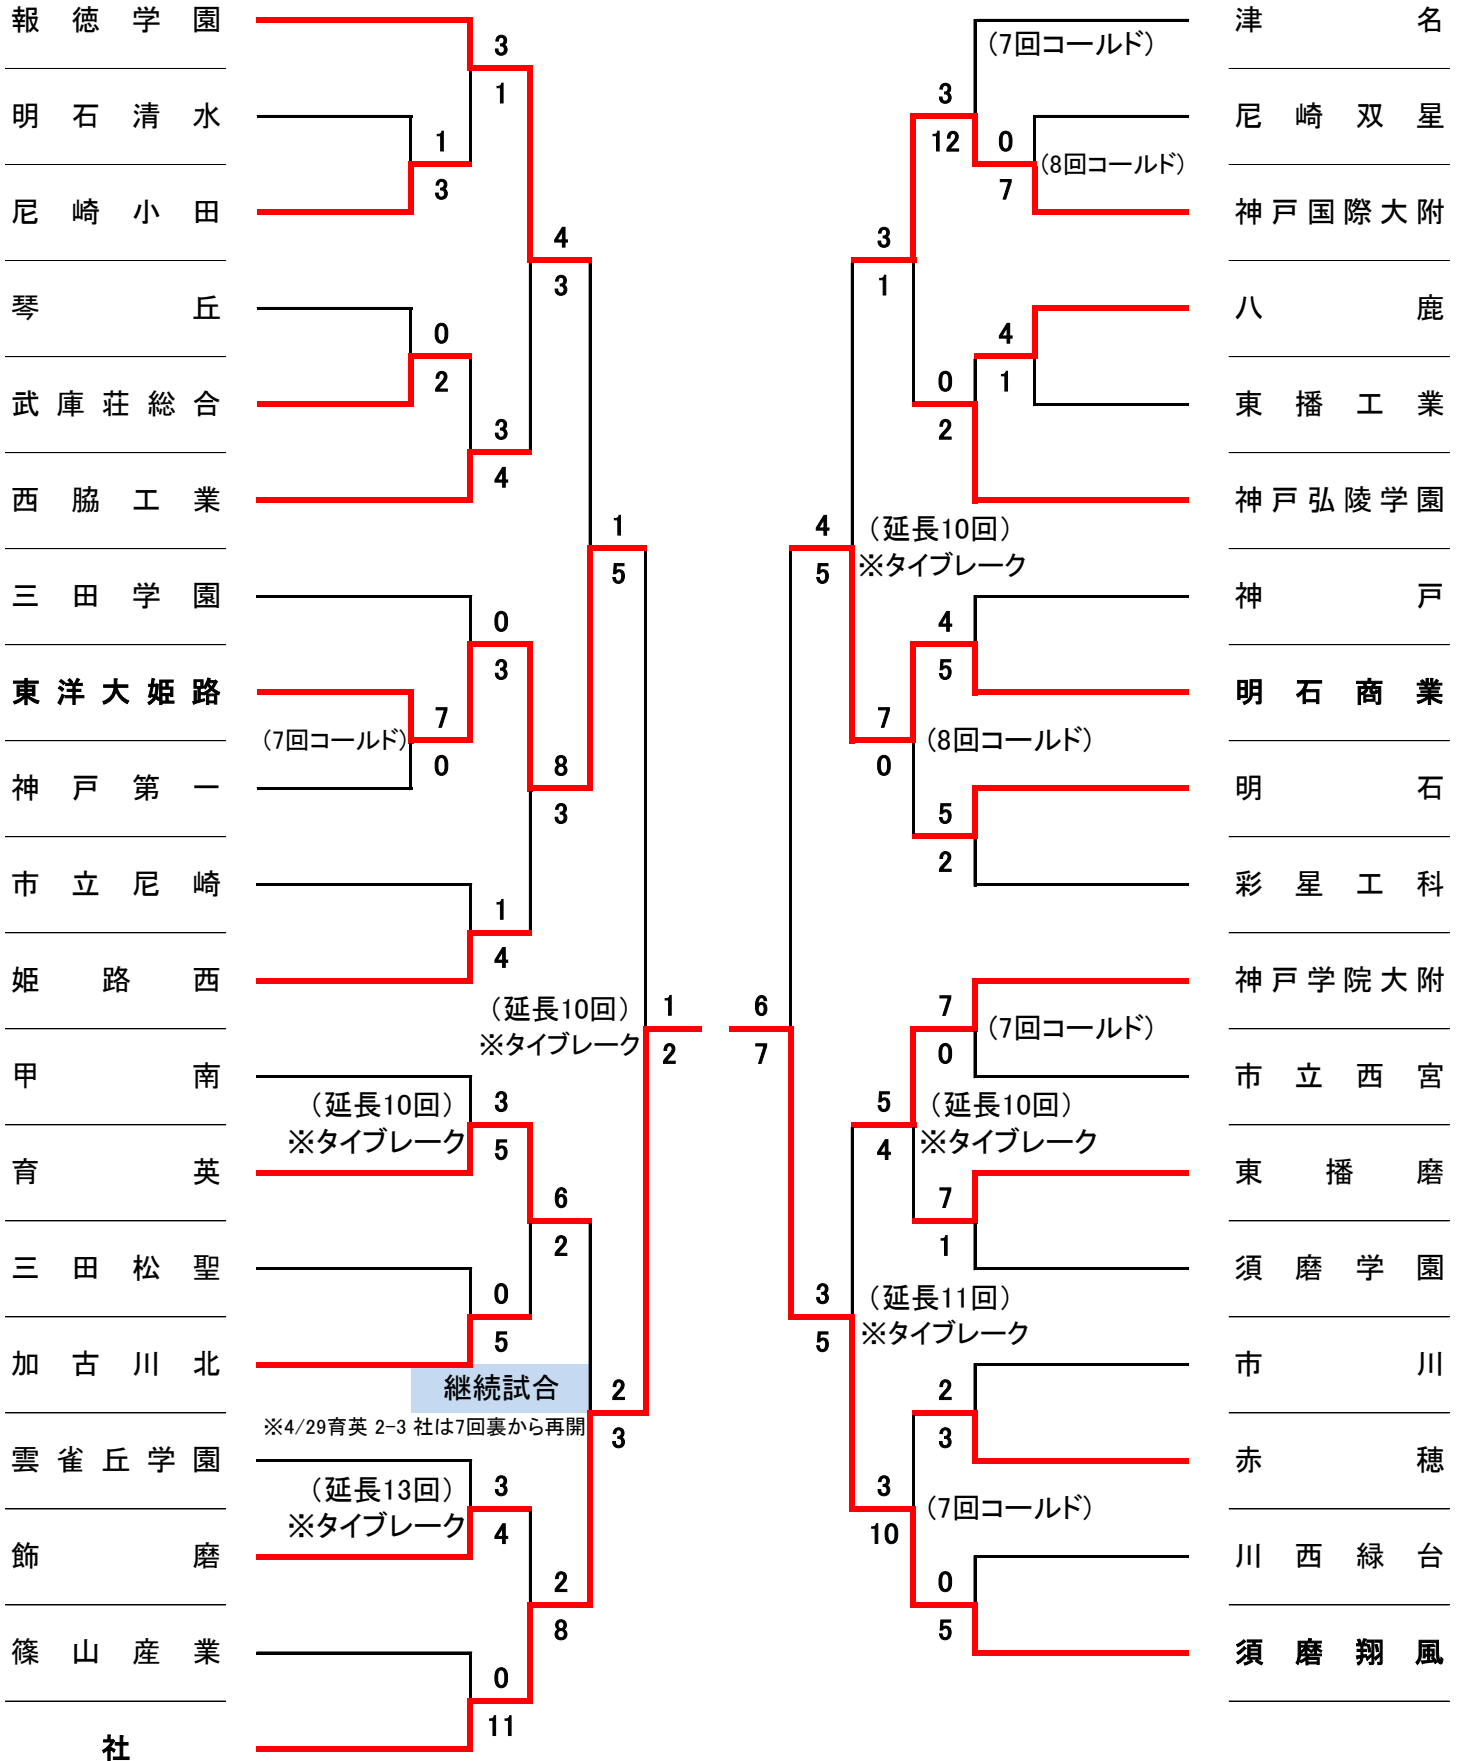 報徳学園
明石清水
尼崎小田
琴丘
武庫荘総合
西脇工業
三田学園
東洋大姫路
神戸第一
市立尼崎
姫路西
甲南
育英
三田松聖
加古川北
雲雀丘学園
飾磨
篠山産業
社
3
1
1
3
4
3
0
2
3
4
1
5
0
3
7
(7回コールド)
0
8
3
1
4
(延長10回)
※タイブレーク
1
2
(延長10回)
※タイブレーク
3
5
6
2
0
5
継続試合
※4/29育英 2-3 社は7回裏から再開
2
3
(延長13回)
※タイブレーク
3
4
2
8
0
11
津名
尼崎双星
神戸国際大附
八鹿
東播工業
神戸弘陵学園
神戸
明石商業
明石
彩星工科
神戸学院大附
市立西宮
東播磨
須磨学園
市川
赤穂
川西緑台
須磨翔風
(7回コールド)
3
12
0
7
(8回コールド)
3
1
4
1
0
2
4
5
(延長10回)
※タイブレーク
4
5
7
0
(8回コールド)
5
2
6
7
7
0
(7回コールド)
5
4
(延長10回)
※タイブレーク
7
1
3
5
(延長11回)
※タイブレーク
2
3
3
10
(7回コールド)
0
5